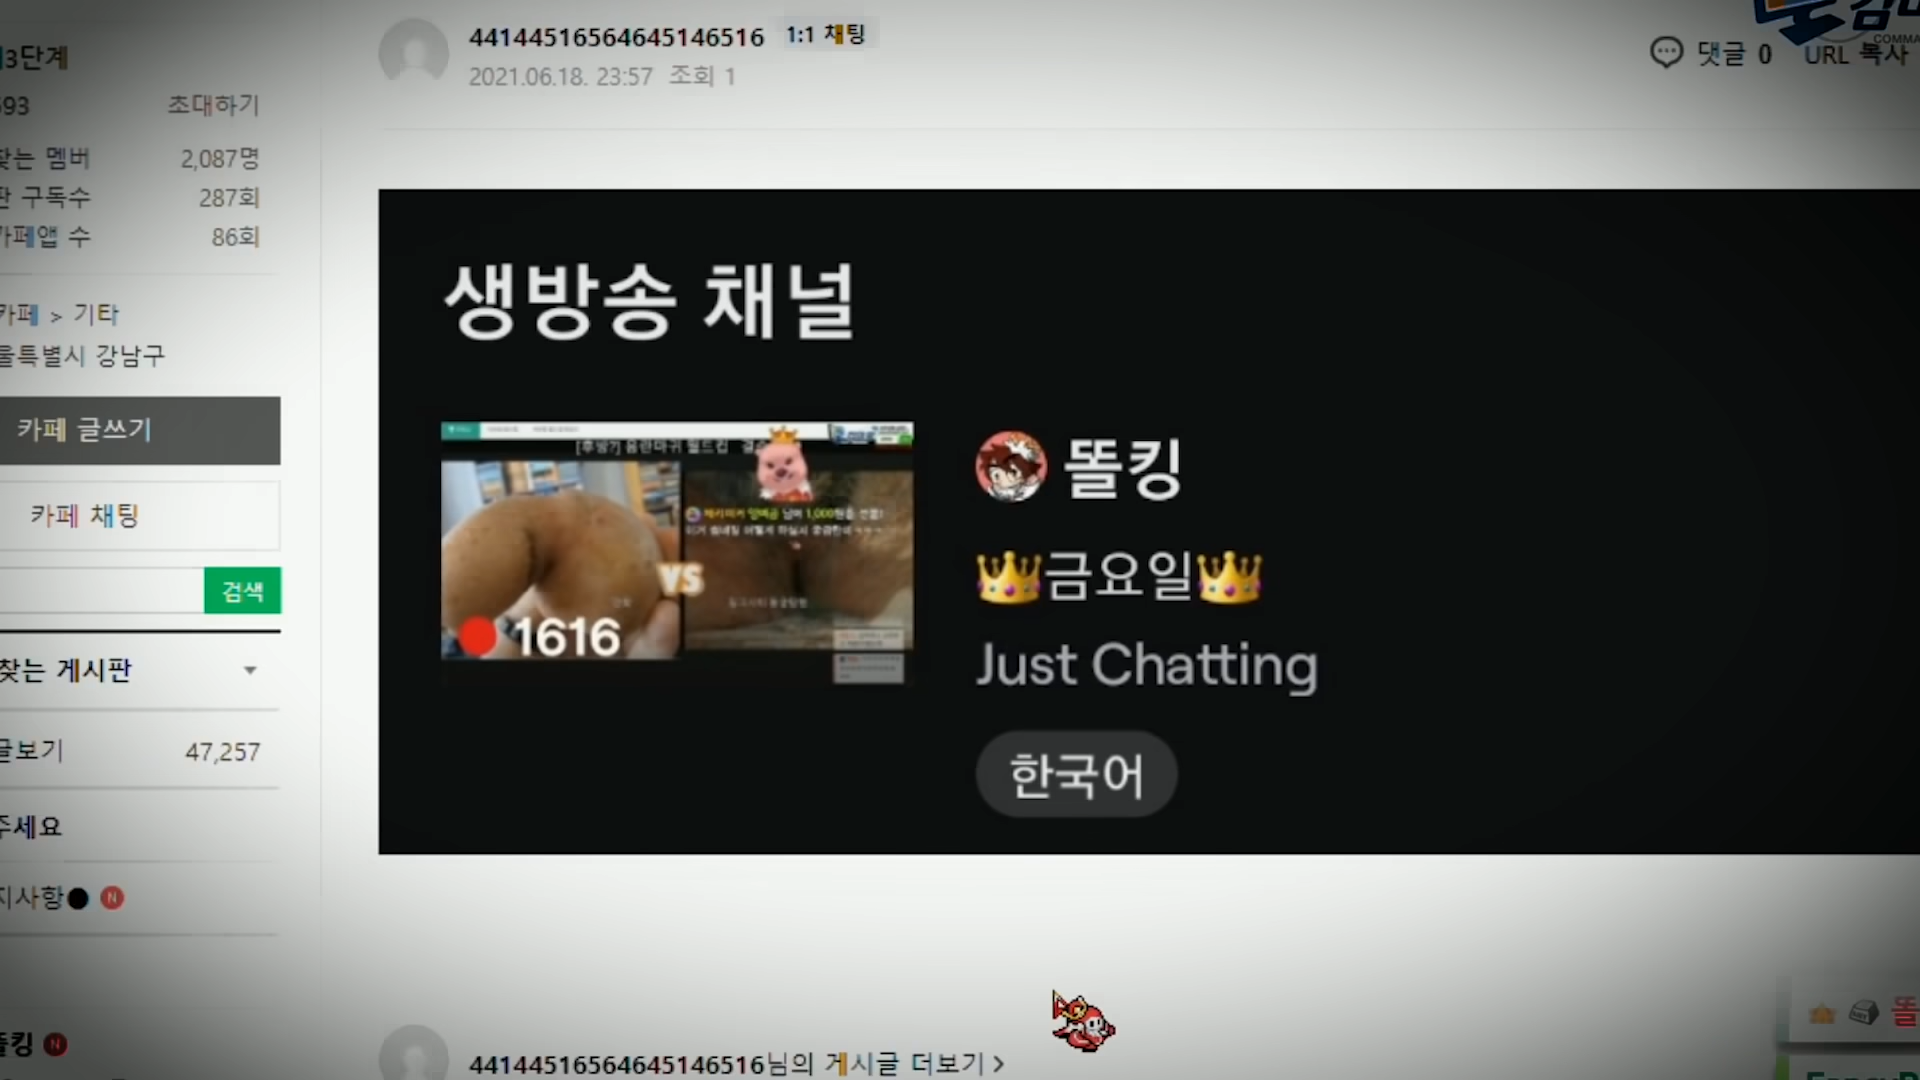 3단계
693
초대하기
찾는 멤버
2,087명
판 구독수
287회
카페앱 수
86회
카페 > 기타
울특별시 강남구
카페 글쓰기
카페 채팅
검색
찾는 게시판
글보기
47,257
주세요
지사항
N
똘킹
N
44144516564645146516
1:1 채팅
2021.06.18. 23:57
조회 1
댓글 0
URL 복사
생방송 채널
VS
1616
똘킹
금요일
Just Chatting
한국어
44144516564645146516님의 게시글 더보기
똘